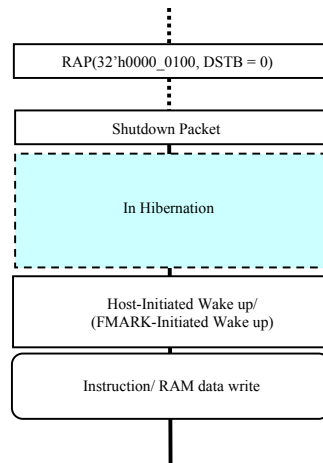 RAP(32’h0000_0100, DSTB = 0)
Shutdown Packet
In Hibernation
Host-Initiated Wake up/
(FMARK-Initiated Wake up)
Instruction/ RAM data write